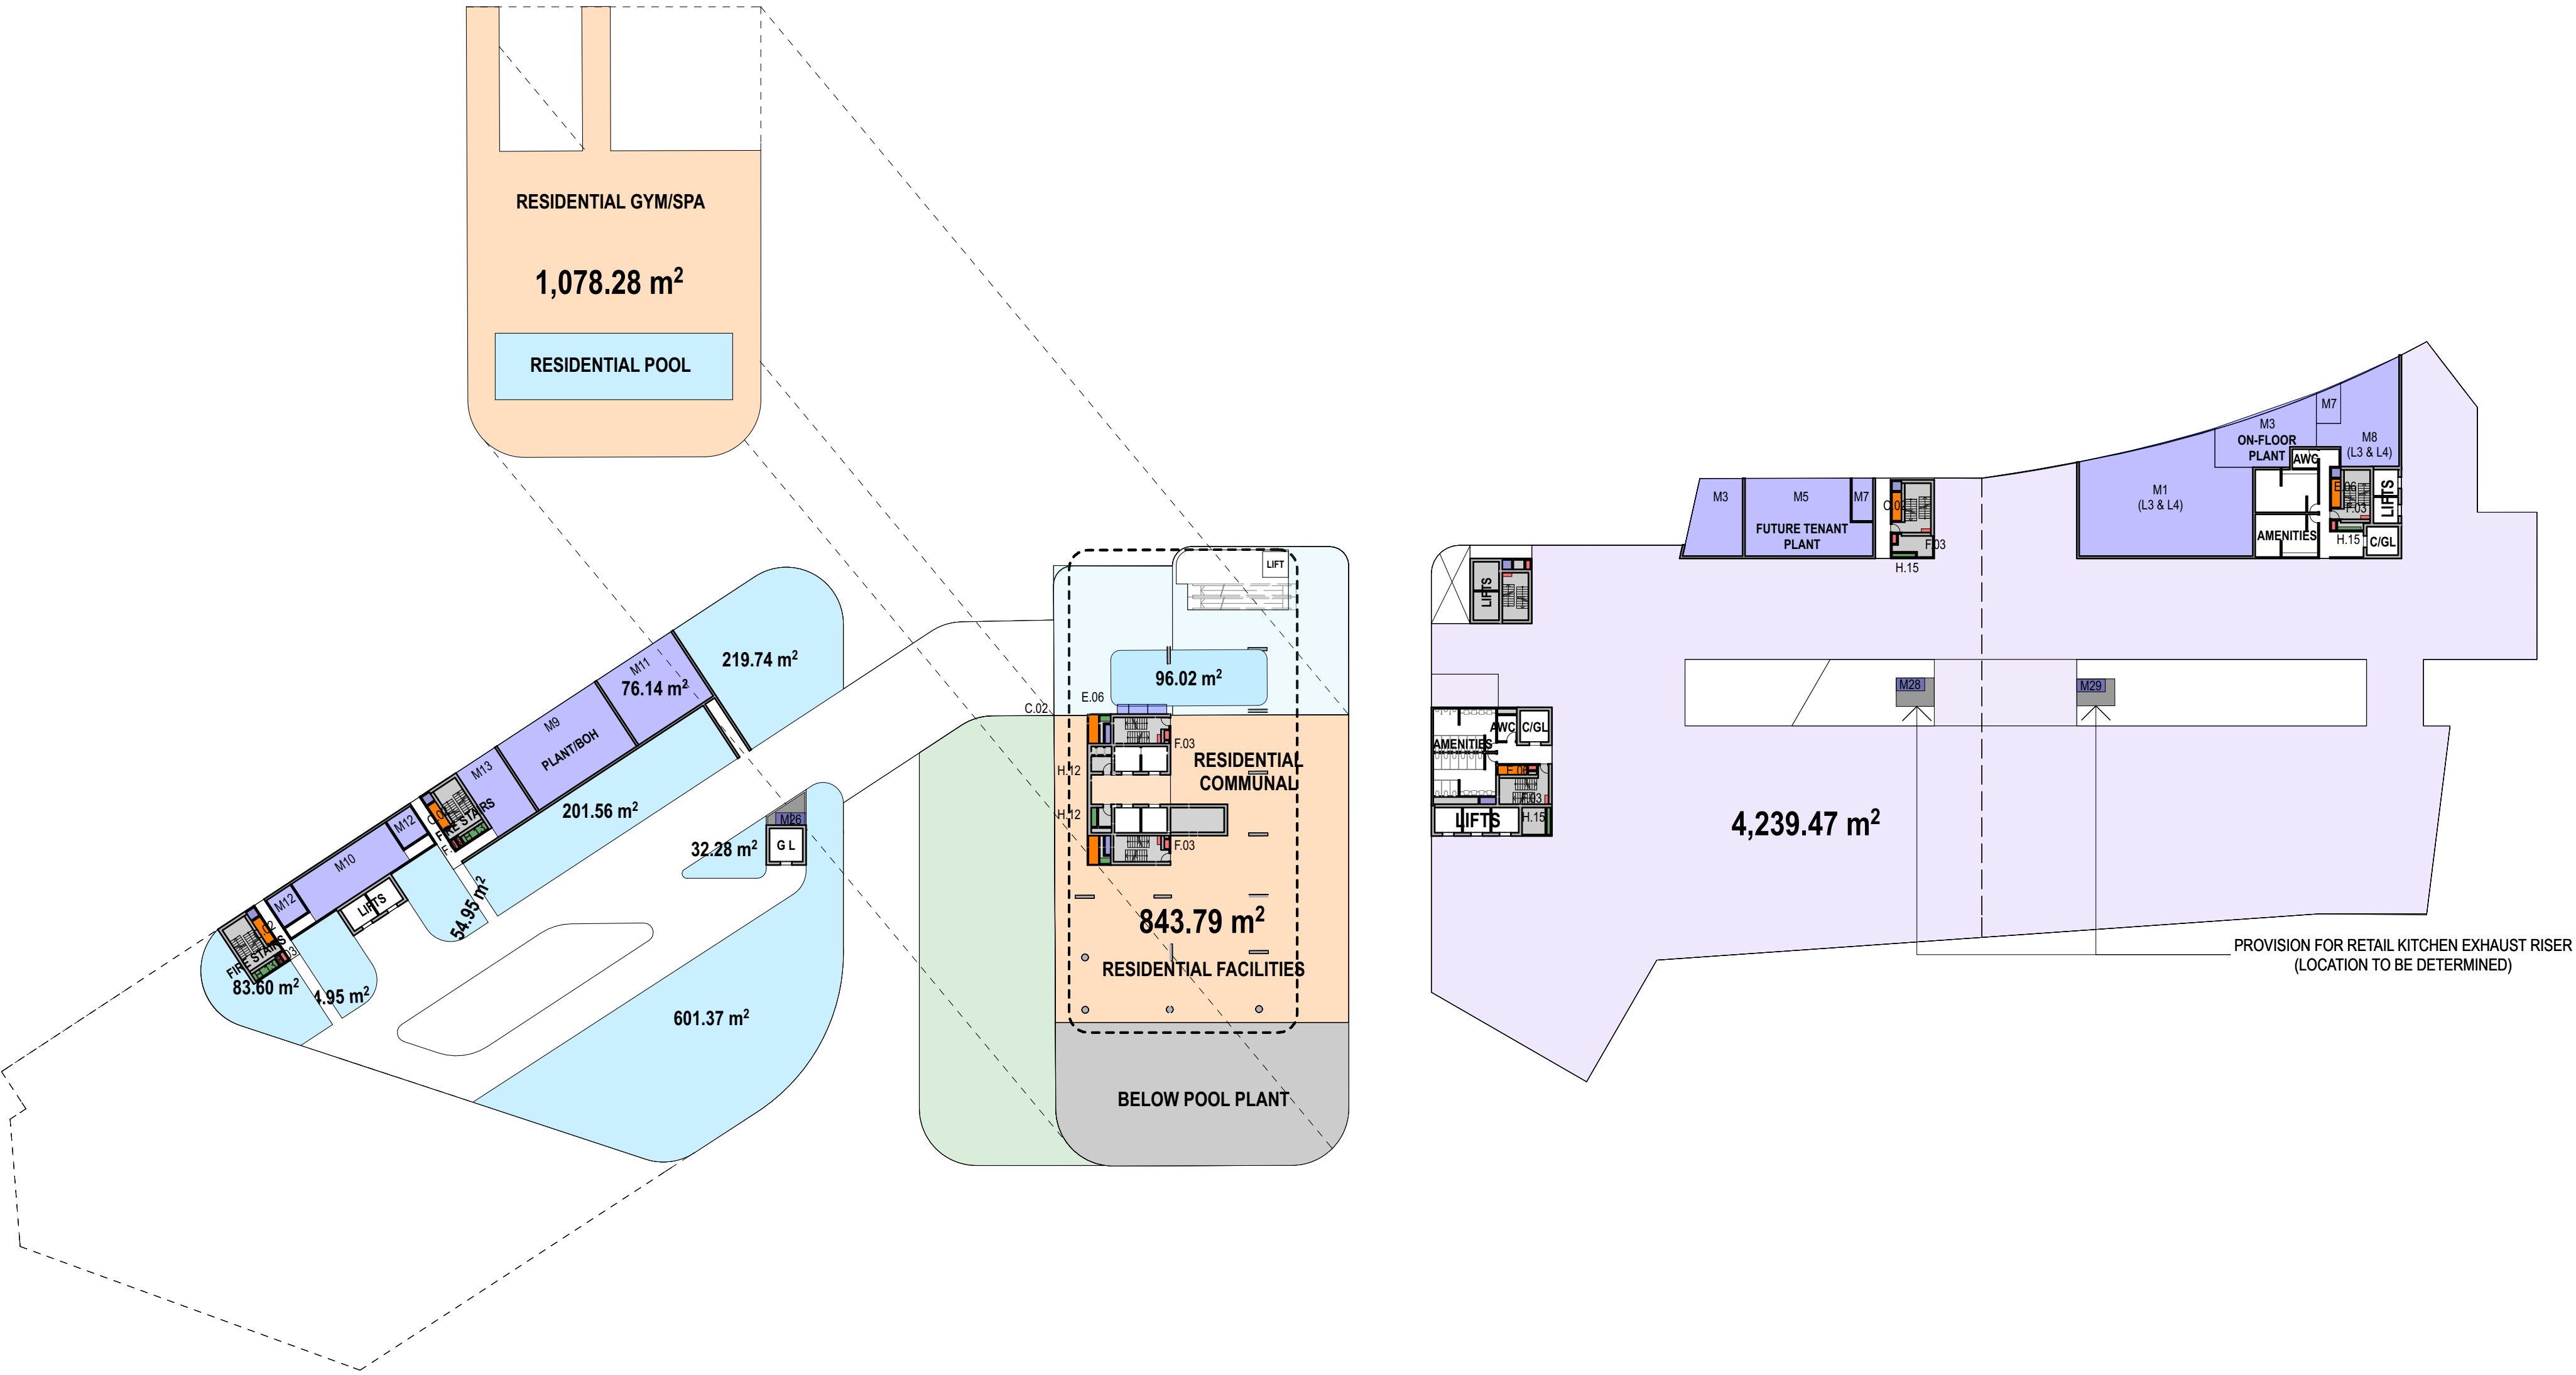 RESIDENTIAL GYM/SPA
1,078.28 m²
RESIDENTIAL POOL
219.74 m²
M11
76.14 m²
M9
PLANT/BOH
M13
201.56 m²
M12
M10
M12
LIFTS
FIRE STAIRS
54.95 m²
83.60 m²
4.95 m²
32.28 m²
M26
G L
601.37 m²
LIFT
96.02 m²
E.06
C.02
F.03
H.12
RESIDENTIAL
COMMUNAL
H.12
F.03
843.79 m²
RESIDENTIAL FACILITIES
BELOW POOL PLANT
LIFTS
AMENITIES
AWC
C/GL
F.03
LIFTS
H.15
M3
M5
M7
FUTURE TENANT
PLANT
F.03
H.15
M1
(L3 & L4)
M3
ON-FLOOR
PLANT
M7
M8
(L3 & L4)
AWC
E.06
F.03
LIFTS
AMENITIES
H.15
C/GL
M28
M29
4,239.47 m²
PROVISION FOR RETAIL KITCHEN EXHAUST RISER
(LOCATION TO BE DETERMINED)